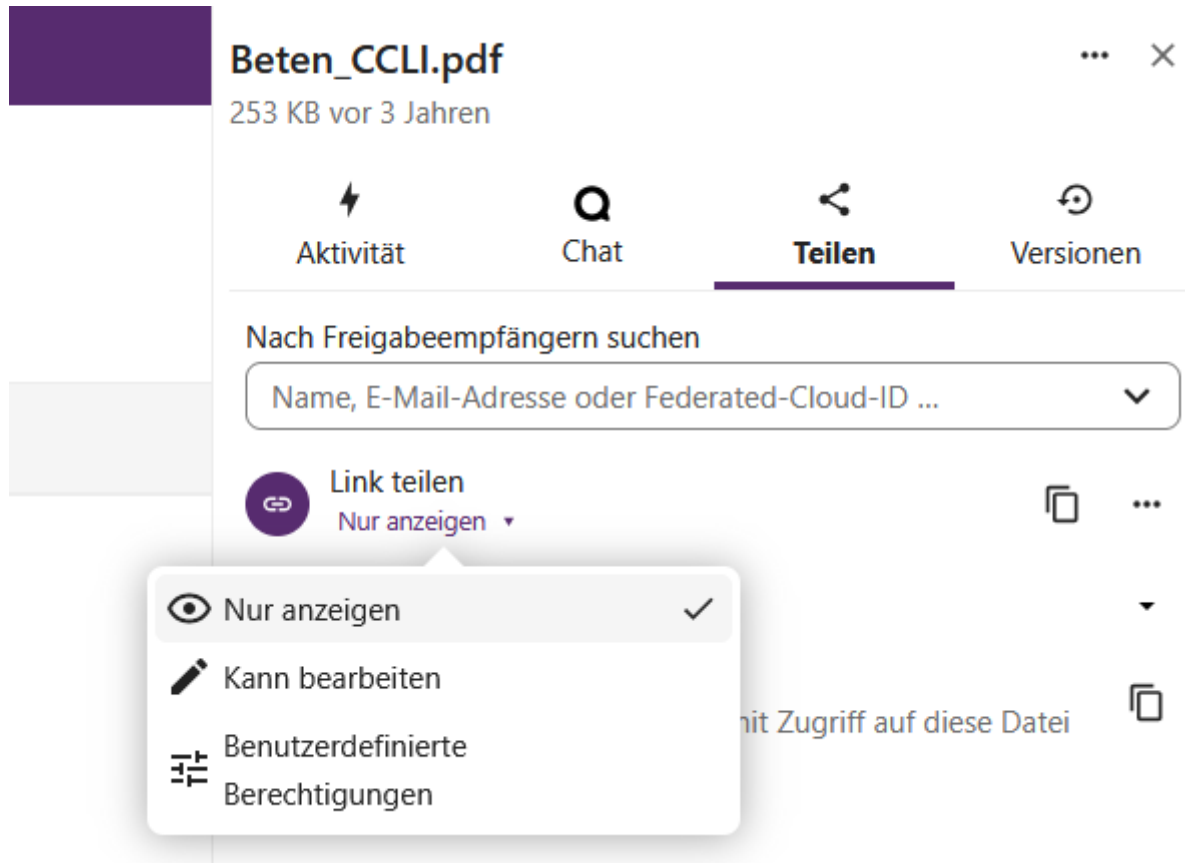 Beten_CCLI.pdf
253 KB vor 3 Jahren
Aktivität
Chat
Teilen
Versionen
Nach Freigabeempfängern suchen
Name, E-Mail-Adresse oder Federated-Cloud-ID ...
Link teilen
Nur anzeigen
Nur anzeigen
Kann bearbeiten
Benutzerdefinierte
Berechtigungen
Zugriff auf diese Datei